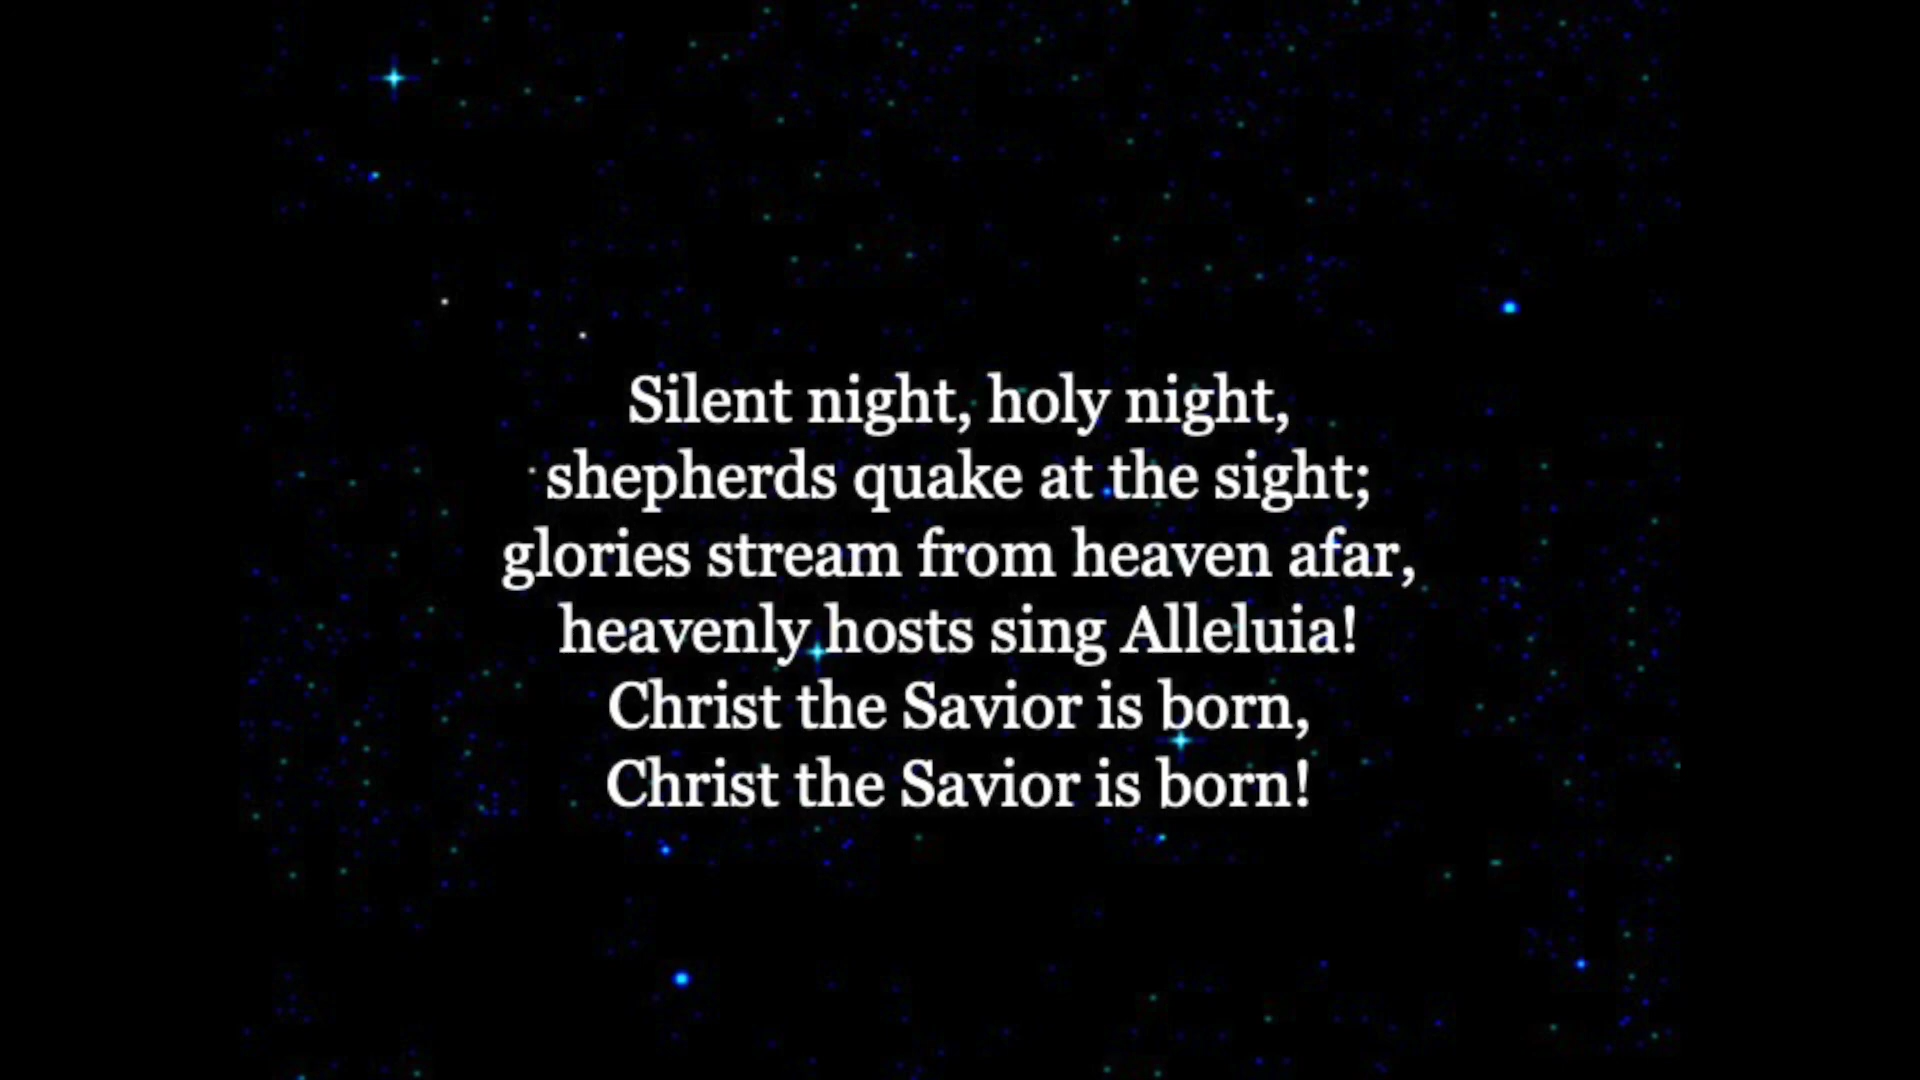 Silent night, holy night,
shepherds quake at the sight;
glories stream from heaven afar,
heavenly hosts sing Alleluia!
Christ the Savior is born,
Christ the Savior is born!